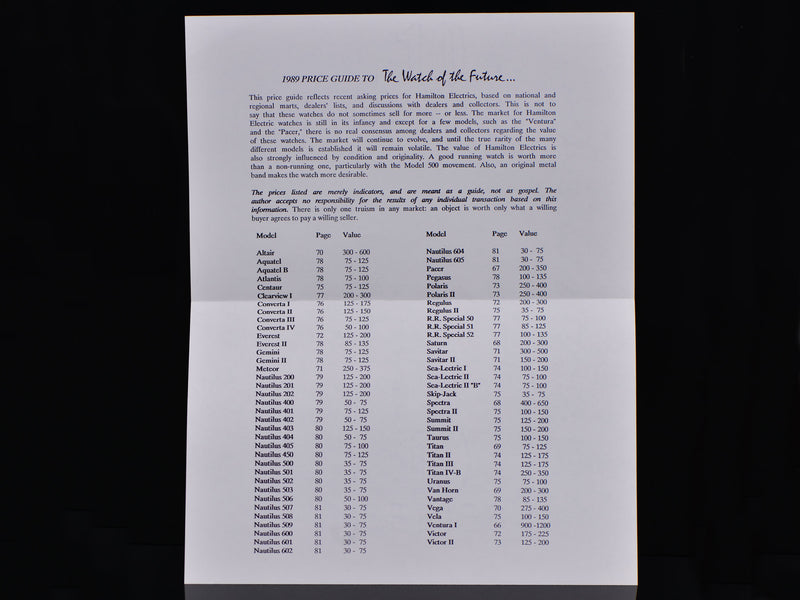 1989 PRICE GUIDE TO The Watch of the Future...
This price guide reflects recent asking prices for Hamilton Electrics, based on national and
regional marts, dealers' lists, and discussions with dealers and collectors. This is not to
say that these watches do not sometimes sell for more -- or less. The market for Hamilton
Electric watches is still in its infancy and except for a few models, such as the "Ventura"
and the "Pacer," there is no real consensus among dealers and collectors regarding the value
of these watches. The market will continue to evolve, and until the true rarity of the many
different models is established it will remain volatile. The value of Hamilton Electrics is
also strongly influenced by condition and originality. A good running watch is worth more
than a non-running one, particularly with the Model 500 movement. Also, an original metal
band makes the watch more desirable.
The prices listed are merely indicators, and are meant as a guide, not as gospel. The
author accepts no responsibility for the results of any individual transaction based on this
information. There is only one truism in any market: an object is worth only what a willing
buyer agrees to pay a willing seller.
Model Page Value
Altair 70 300 - 600
Aquatel 78 75 - 125
Aquatel B 78 75 - 125
Atlantis 78 75 - 100
Centaur 75 75 - 125
Clearview I 77 200 - 300
Converta I 76 125 - 175
Converta II 76 125 - 150
Converta III 76 75 - 125
Converta IV 76 50 - 100
Everest 72 125 - 200
Everest II 78 85 - 135
Gemini 78 75 - 125
Gemini II 78 75 - 125
Meteor 71 250 - 375
Nautilus 200 79 125 - 200
Nautilus 201 79 125 - 200
Nautilus 202 79 125 - 200
Nautilus 400 79 50 - 75
Nautilus 401 79 75 - 125
Nautilus 402 79 50 - 75
Nautilus 403 80 125 - 150
Nautilus 404 80 50 - 75
Nautilus 405 80 75 - 100
Nautilus 450 80 75 - 125
Nautilus 500 80 35 - 75
Nautilus 501 80 35 - 75
Nautilus 502 80 35 - 75
Nautilus 503 80 35 - 75
Nautilus 506 80 50 - 100
Nautilus 507 81 30 - 75
Nautilus 508 81 30 - 75
Nautilus 509 81 30 - 75
Nautilus 600 81 30 - 75
Nautilus 601 81 30 - 75
Nautilus 602 81 30 - 75
Model Page Value
Nautilus 604 81 30 - 75
Nautilus 605 81 30 - 75
Pacer 67 200 - 350
Pegasus 78 100 - 135
Polaris 73 250 - 400
Polaris II 73 250 - 400
Regulus 72 200 - 300
Regulus II 75 35 - 75
R.R. Special 50 77 75 - 100
R.R. Special 51 77 85 - 125
R.R. Special 52 77 100 - 135
Saturn 68 200 - 300
Savitar 71 300 - 500
Savitar II 71 150 - 200
Sea-Lectric I 74 100 - 150
Sea-Lectric II 74 75 - 100
Sea-Lectric II "B" 74 75 - 100
Skip-Jack 75 35 - 75
Spectra 68 400 - 650
Spectra II 75 100 - 150
Summit 75 125 - 200
Summit II 75 150 - 200
Taurus 75 100 - 150
Titan 69 75 - 125
Titan II 74 125 - 175
Titan III 74 125 - 175
Titan IV-B 74 250 - 350
Uranus 75 75 - 100
Van Horn 69 200 - 300
Vantage 78 85 - 135
Vega 70 275 - 400
Vela 75 100 - 150
Ventura I 66 900 -1200
Victor 72 175 - 225
Victor II 73 125 - 200